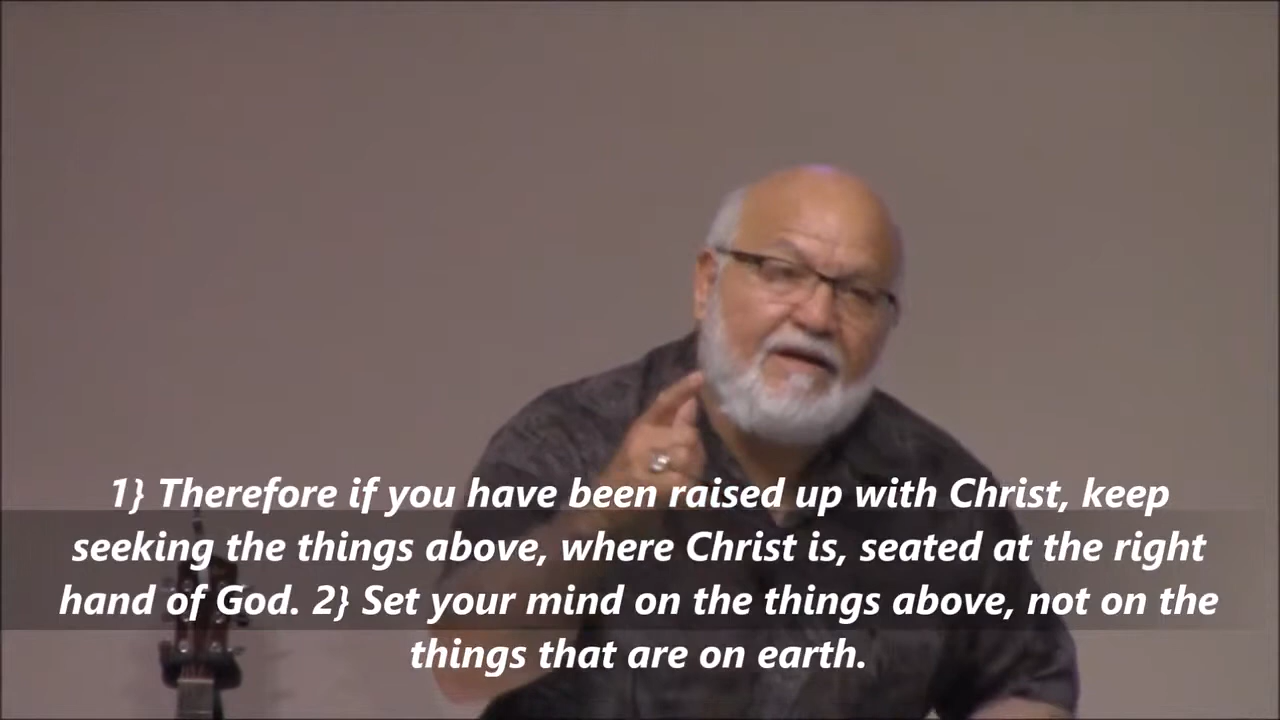 1} Therefore if you have been raised up with Christ, keep
seeking the things above, where Christ is, seated at the right
hand of God. 2} Set your mind on the things above, not on the
things that are on earth.